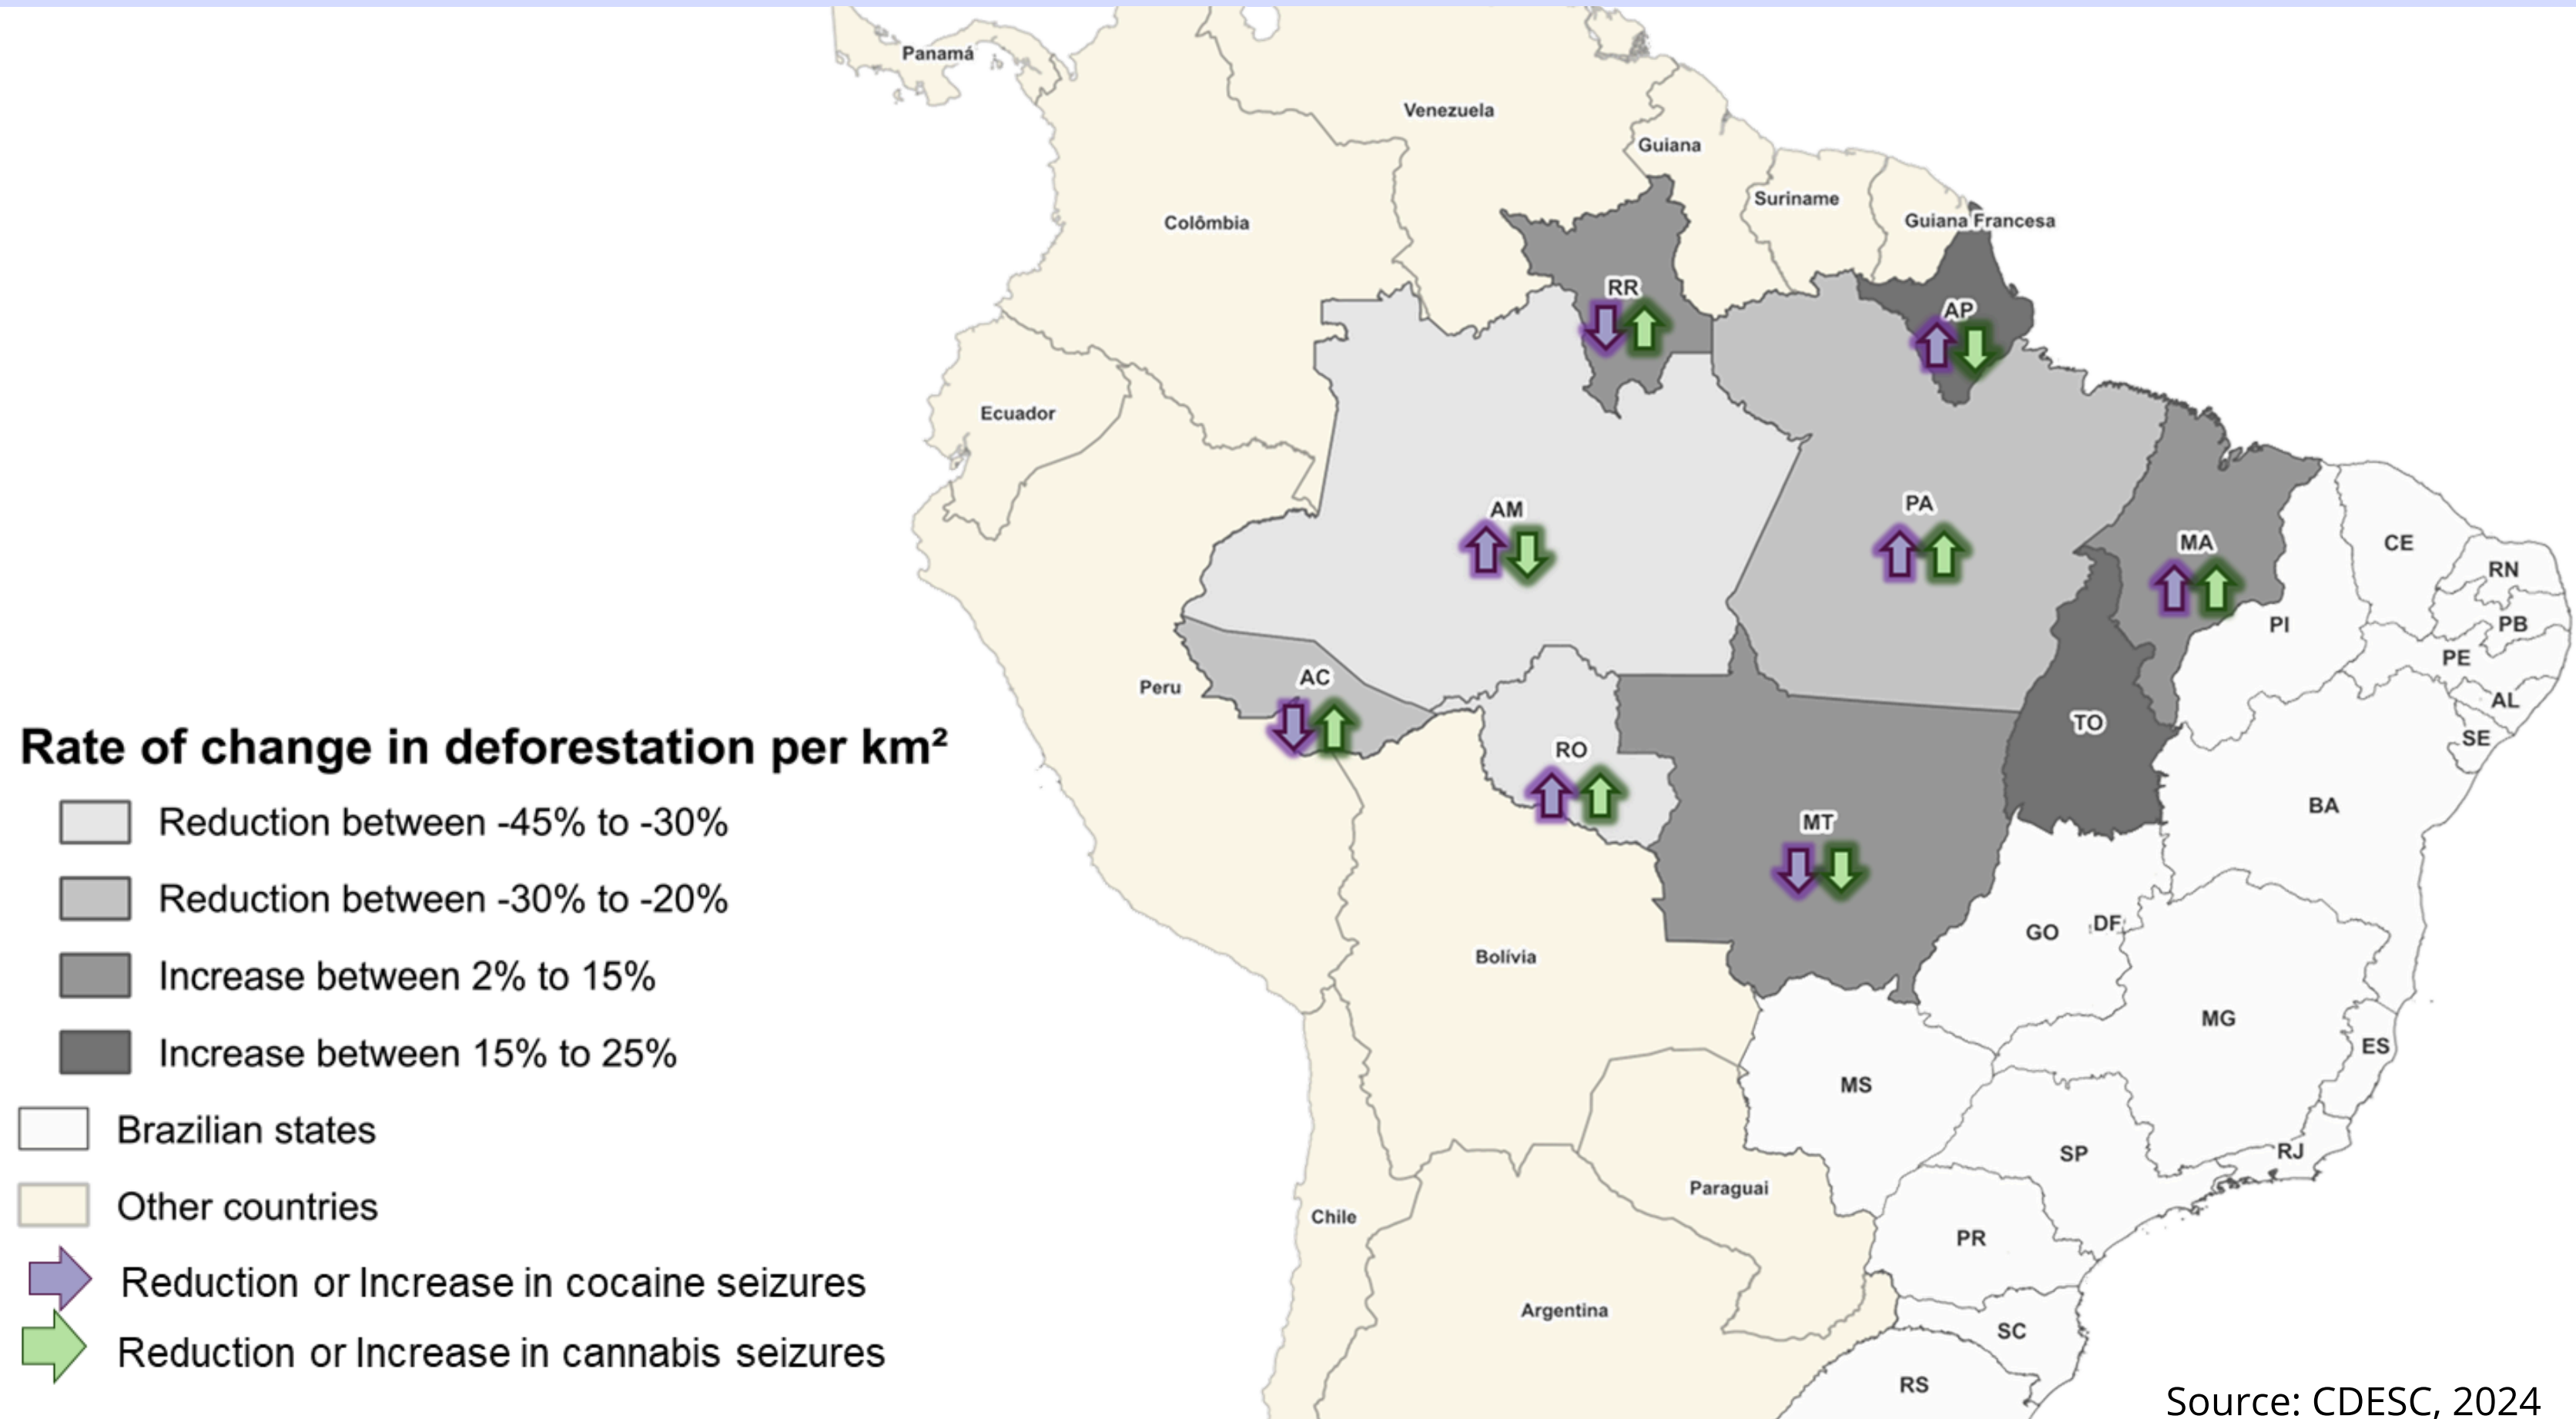 Panamá
Venezuela
Guiana
Suriname
Guiana Francesa
Colômbia
RR
AP
Ecuador
AM
PA
MA
CE
RN
PB
PI
PE
AL
SE
Peru
AC
RO
TO
BA
MT
GO
DF
Bolívia
MG
ES
MS
SP
RJ
Paraguai
Chile
PR
Argentina
SC
RS
Rate of change in deforestation per km²
Reduction between -45% to -30%
Reduction between -30% to -20%
Increase between 2% to 15%
Increase between 15% to 25%
Brazilian states
Other countries
Reduction or Increase in cocaine seizures
Reduction or Increase in cannabis seizures
Source: CDESC, 2024